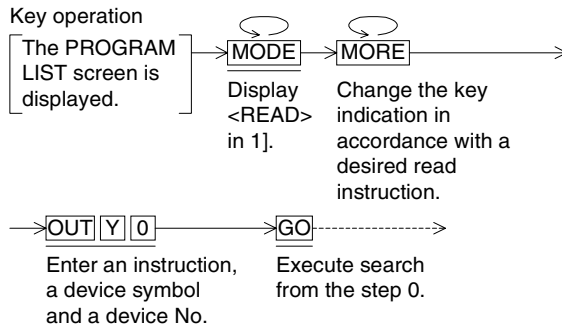 Key operation
The PROGRAM
LIST screen is
displayed.
MODE
MORE
Display
<READ>
in 1].
Change the key
indication in
accordance with a
desired read
instruction.
OUT Y 0
GO
Enter an instruction,
a device symbol
and a device No.
Execute search
from the step 0.